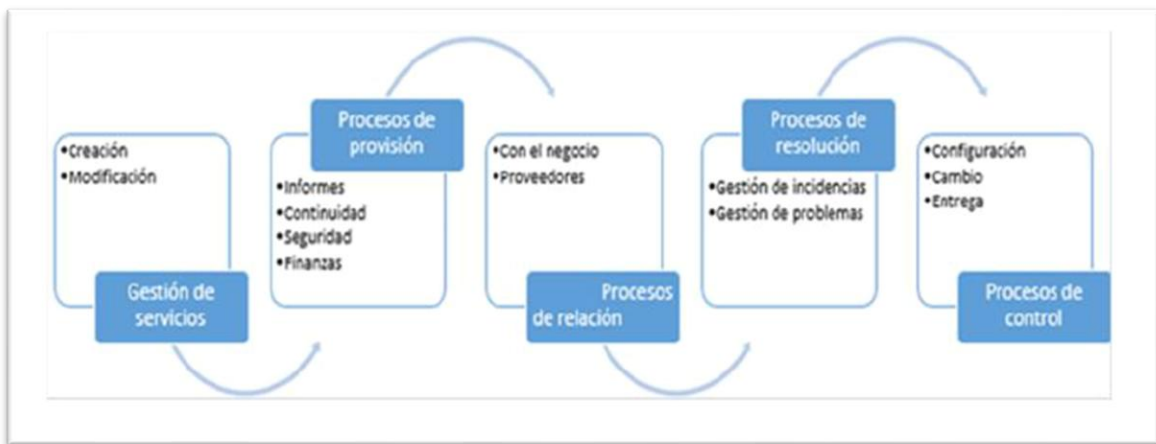 •Creación
•Modificación
Gestión de
servicios
Procesos de
provisión
•Informes
•Continuidad
•Seguridad
•Finanzas
•Con el negocio
•Proveedores
Procesos
de relación
Procesos de
resolución
•Gestión de incidencias
•Gestión de problemas
•Configuración
•Cambio
•Entrega
Procesos de
control